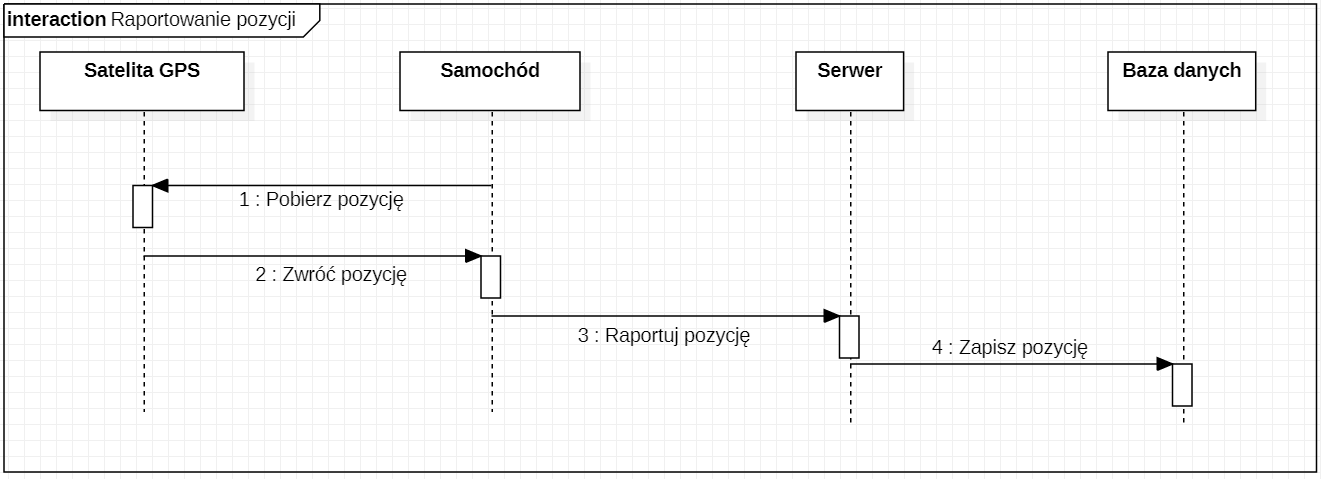 interaction Raportowanie pozycji
Satelita GPS
Samochód
Serwer
Baza danych
1 : Pobierz pozycję
2 : Zwróć pozycję
3 : Raportuj pozycję
4 : Zapisz pozycję